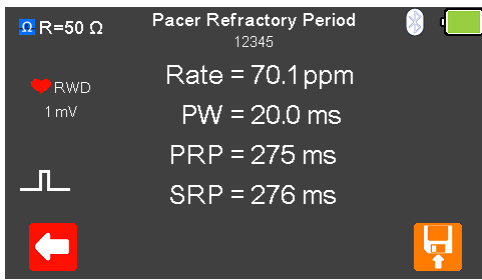 Pacer Refractory Period
12345
Ω R=50 Ω
RWD
1 mV
Rate = 70.1 ppm
PW = 20.0 ms
PRP = 275 ms
SRP = 276 ms